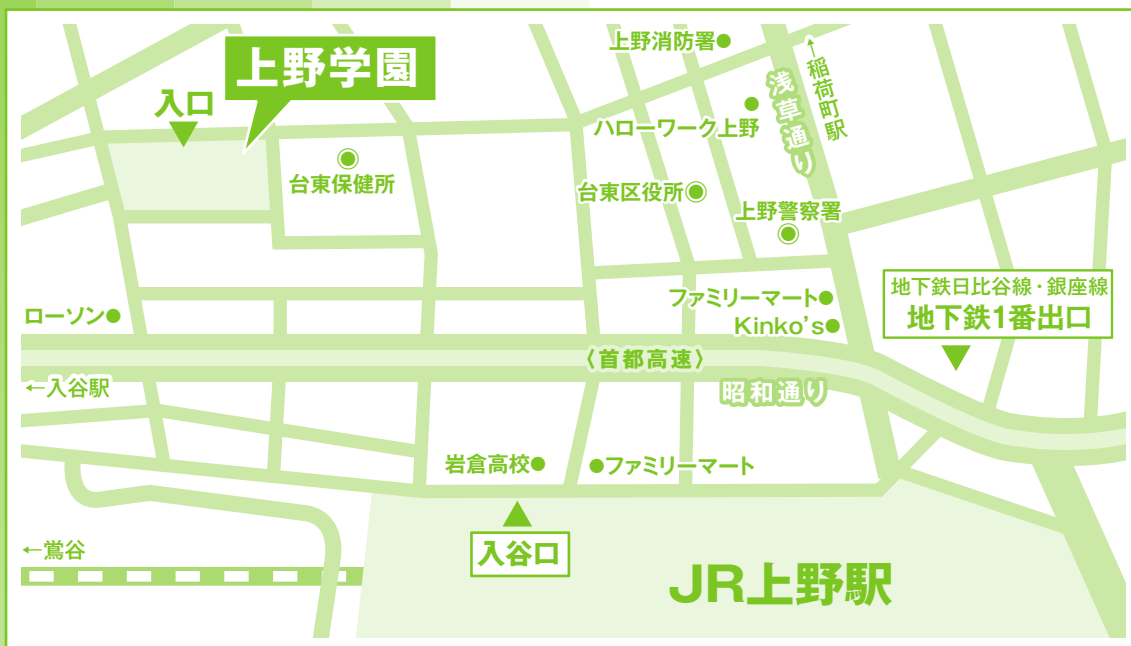 上野学園
入口
上野消防署
←稲荷町駅
浅草通り
ハローワーク上野
台東保健所
台東区役所
上野警察署
地下鉄日比谷線・銀座線
地下鉄1番出口
ファミリーマート
Kinko's
ローソン
〈首都高速〉
←入谷駅
昭和通り
岩倉高校
ファミリーマート
入谷口
←鴬谷
JR上野駅